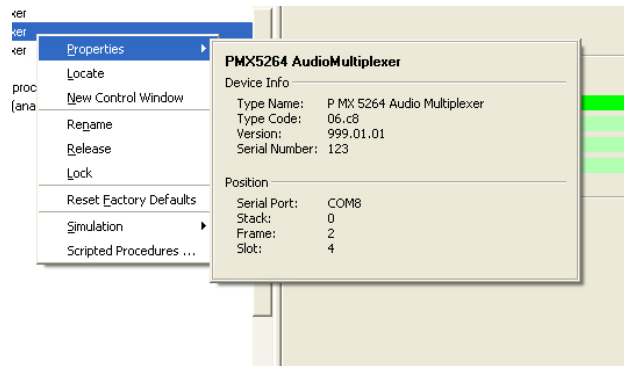 xer
xer
xer
proc
(ana
Properties
Locate
New Control Window
Rename
Release
Lock
Reset Factory Defaults
Simulation
Scripted Procedures ...
PMX5264 AudioMultiplexer
Device Info
Type Name: P MX 5264 Audio Multiplexer
Type Code: 06.c8
Version: 999.01.01
Serial Number: 123
Position
Serial Port: COM8
Stack: 0
Frame: 2
Slot: 4